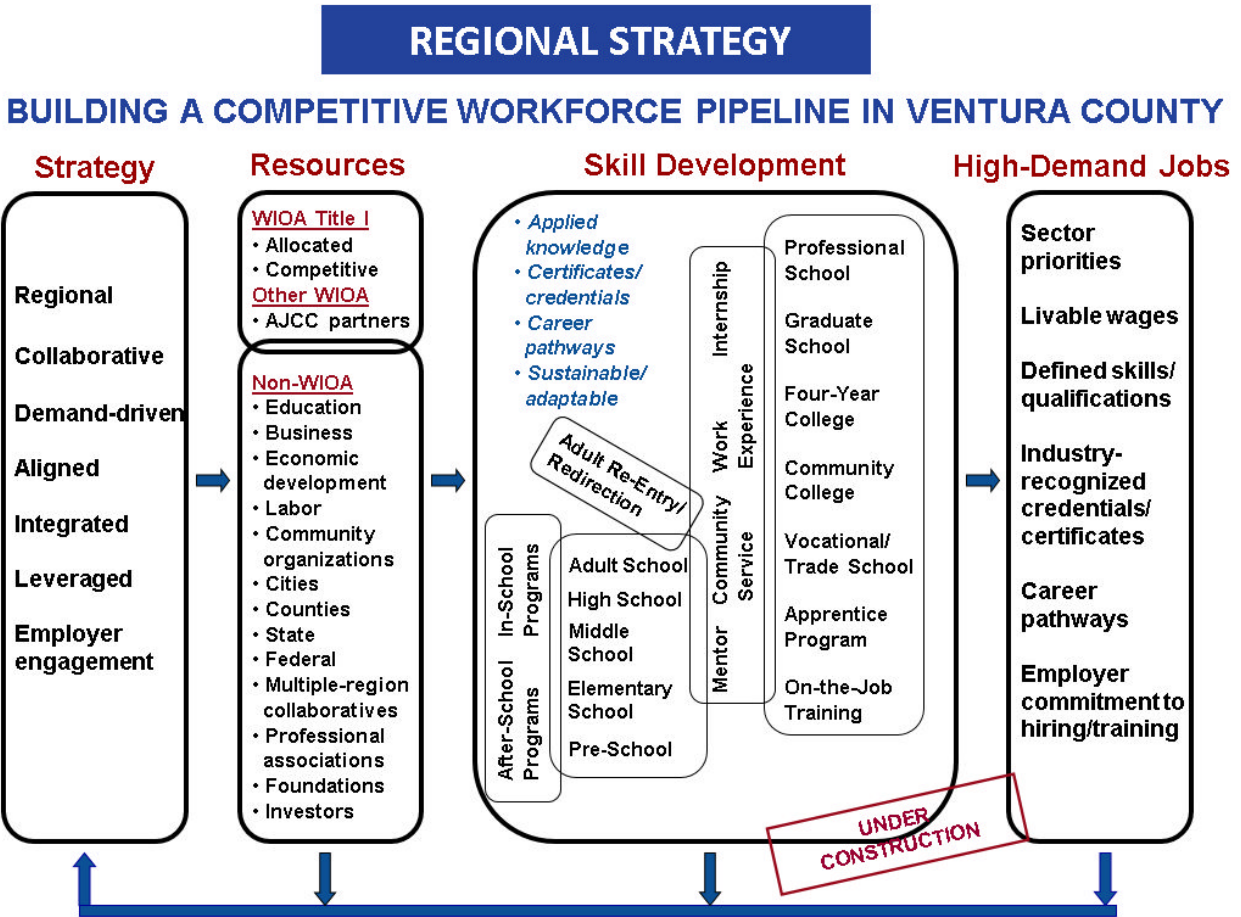 REGIONAL STRATEGY
BUILDING A COMPETITIVE WORKFORCE PIPELINE IN VENTURA COUNTY
Strategy
Regional
Collaborative
Demand-driven
Aligned
Integrated
Leveraged
Employer
engagement
Resources
WIOA Title I
• Allocated
• Competitive
Other WIOA
• AJCC partners
Non-WIOA
• Education
• Business
• Economic
development
• Labor
• Community
organizations
• Cities
• Counties
• State
• Federal
• Multiple-region
collaboratives
• Professional
associations
• Foundations
• Investors
Skill Development
• Applied
knowledge
• Certificates/
credentials
• Career
pathways
• Sustainable/
adaptable
Adult Re-Entry/
Redirection
In-School
Programs
After-School
Programs
Adult School
High School
Middle
School
Elementary
School
Pre-School
Internship
Work
Experience
Community
Service
Mentor
Professional
School
Graduate
School
Four-Year
College
Community
College
Vocational/
Trade School
Apprentice
Program
On-the-Job
Training
High-Demand Jobs
Sector
priorities
Livable wages
Defined skills/
qualifications
Industry-
recognized
credentials/
certificates
Career
pathways
Employer
commitment to
hiring/training
UNDER
CONSTRUCTION